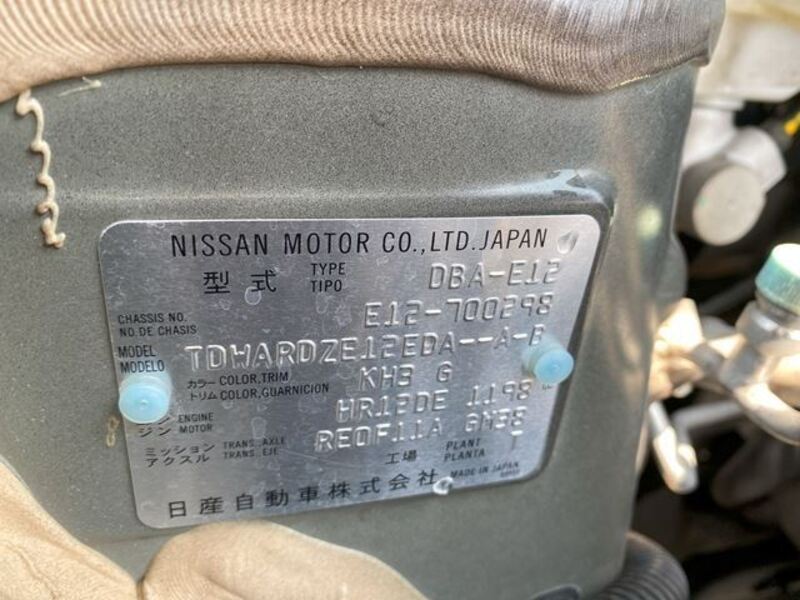 NISSAN MOTOR CO.,LTD. JAPAN
型式 TYPE TIPO DBA-E12
CHASSIS NO. NO. DE CHASIS E12-700298
MODEL MODELO TDWARDZE12EDA--A-B
カラー COLOR,TRIM トリム COLOR,GUARNICION KH3 G
ジン ENGINE MOTOR HR12DE 1198
ミッション アクスル TRANS. AXLE TRANS. EJE RE0F11A GM38
工場 PLANT PLANTA
日産自動車株式会社 MADE IN JAPAN